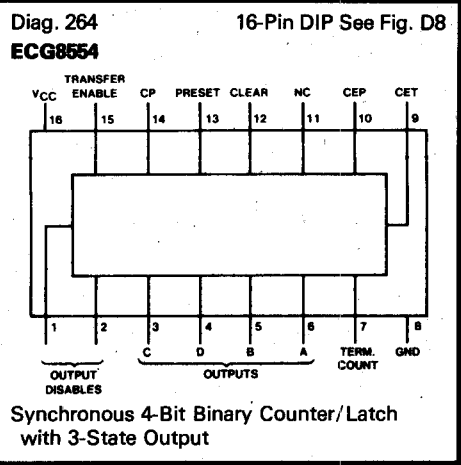 Diag. 264 16-Pin DIP See Fig. D8
ECG8554
VCC TRANSFER ENABLE CP PRESET CLEAR NC CEP CET
16 15 14 13 12 11 10 9
1 2 3 4 5 6 7 8
C D B A TERM. COUNT GND
OUTPUT DISABLES OUTPUTS
Synchronous 4-Bit Binary Counter/Latch
with 3-State Output